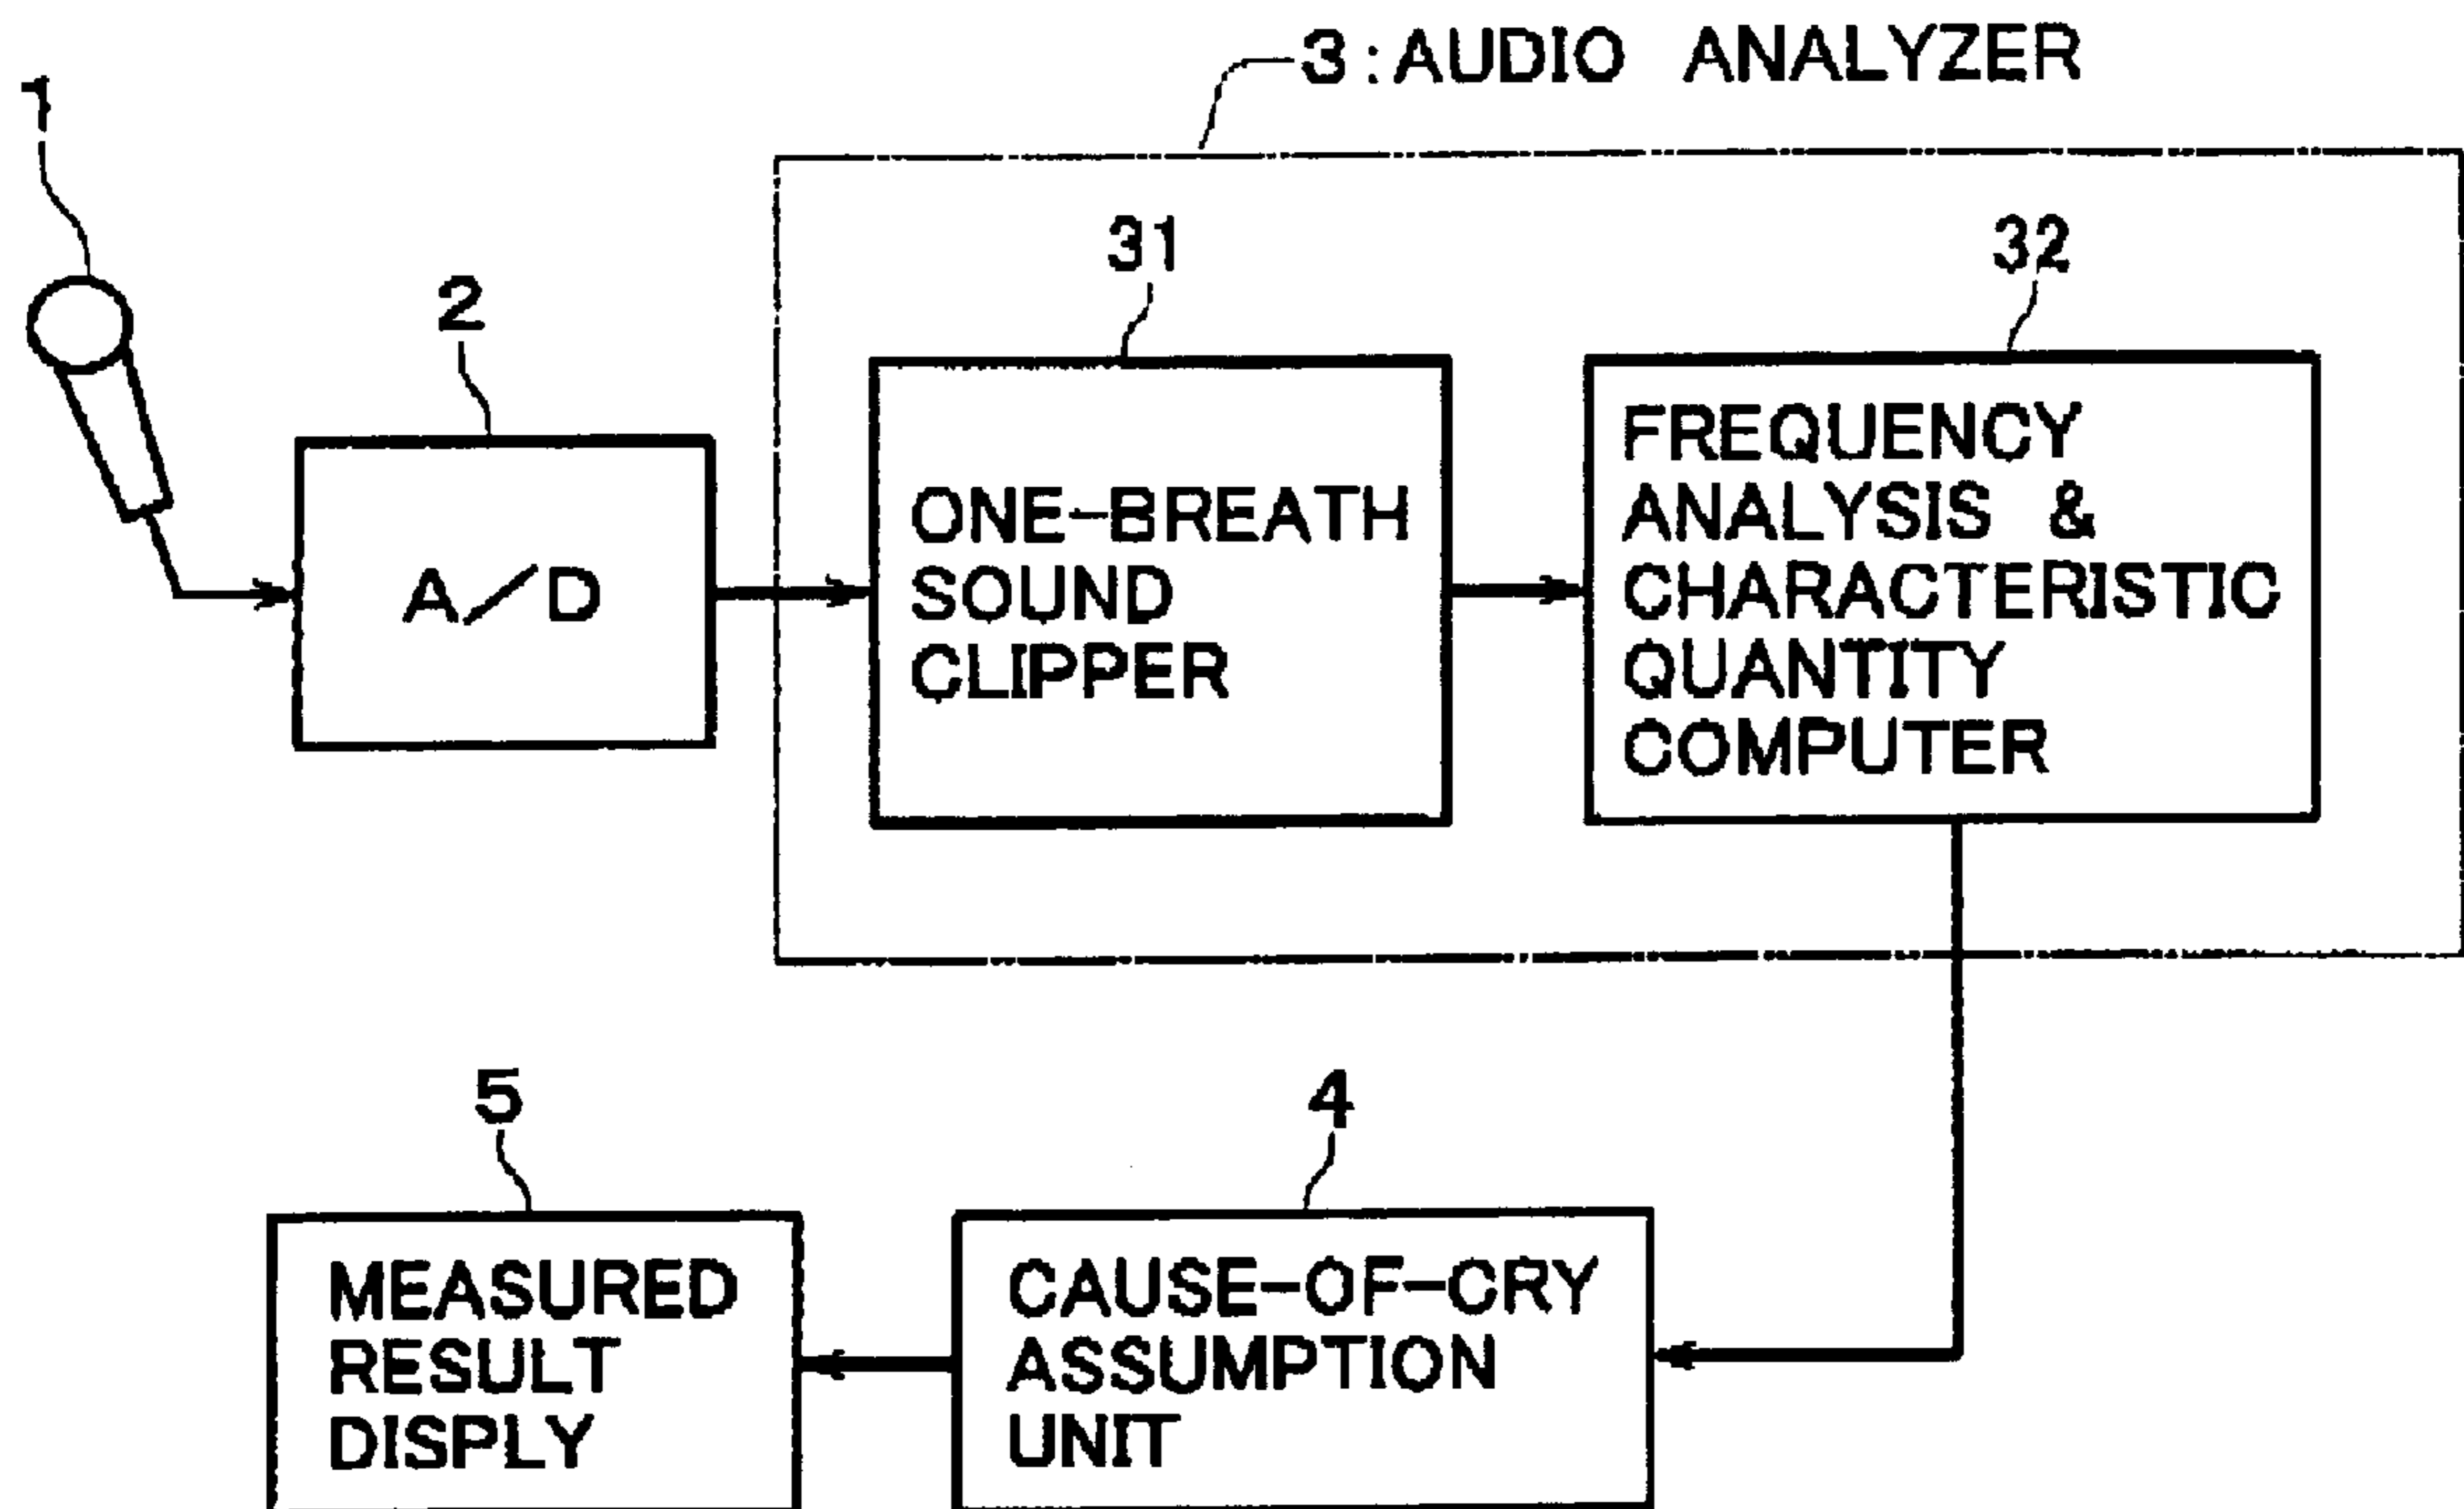 3:AUDIO ANALYZER
1
31
32
2
FREQUENCY
ANALYSIS &
CHARACTERISTIC
QUANTITY
COMPUTER
ONE-BREATH
SOUND
CLIPPER
A/D
5
4
MEASURED
RESULT
DISPLY
CAUSE-OF-CRY
ASSUMPTION
UNIT